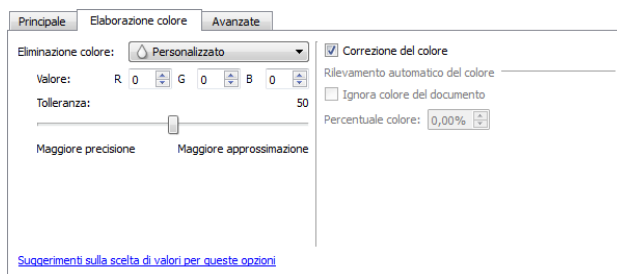 Principale Elaborazione colore Avanzate
Eliminazione colore: Personalizzato
Valore: R 0 G 0 B 0
Tolleranza: 50
Maggiore precisione Maggiore approssimazione
Correzione del colore
Rilevamento automatico del colore
Ignora colore del documento
Percentuale colore: 0,00%
Suggerimenti sulla scelta di valori per queste opzioni